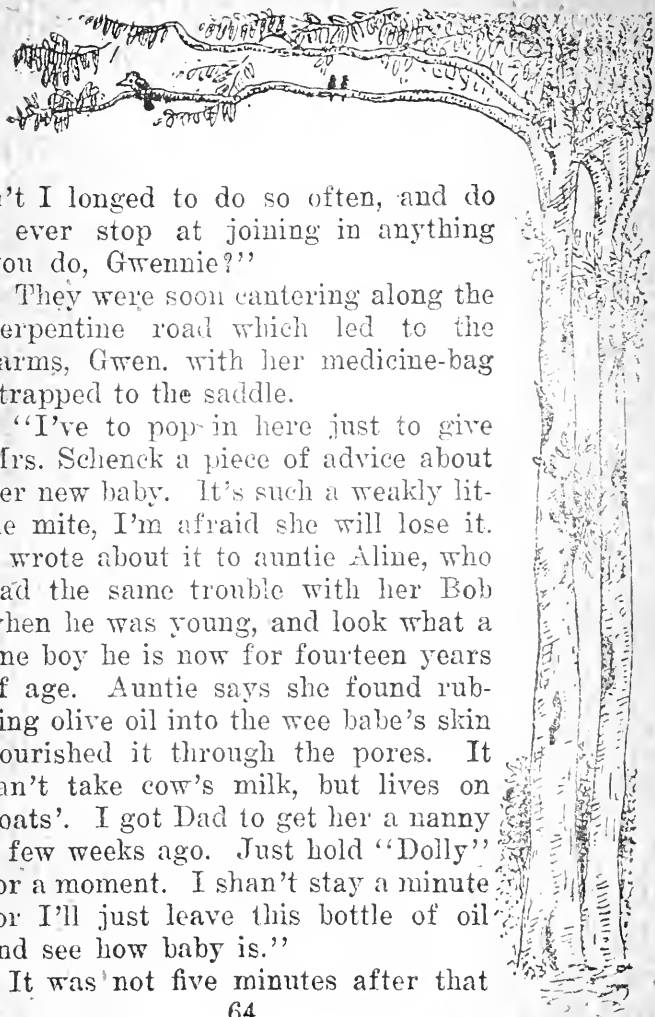 't I longed to do so often, and do
ever stop at joining in anything
ou do, Gwennie?"
They were soon cantering along the
erpentine road which led to the
arms, Gwen. with her medicine-bag
trapped to the saddle.
"I've to pop in here just to give
Mrs. Schenck a piece of advice about
er new baby. It's such a weakly lit-
le mite, I'm afraid she will lose it.
wrote about it to auntie Aline, who
ad the same trouble with her Bob
hen he was young, and look what a
ne boy he is now for fourteen years
f age. Auntie says she found rub-
ing olive oil into the wee babe's skin
ourished it through the pores. It
an't take cow's milk, but lives on
oats'. I got Dad to get her a nanny
few weeks ago. Just hold "Dolly"
or a moment. I shan't stay a minute
or I'll just leave this bottle of oil
nd see how baby is."
It was not five minutes after that
64